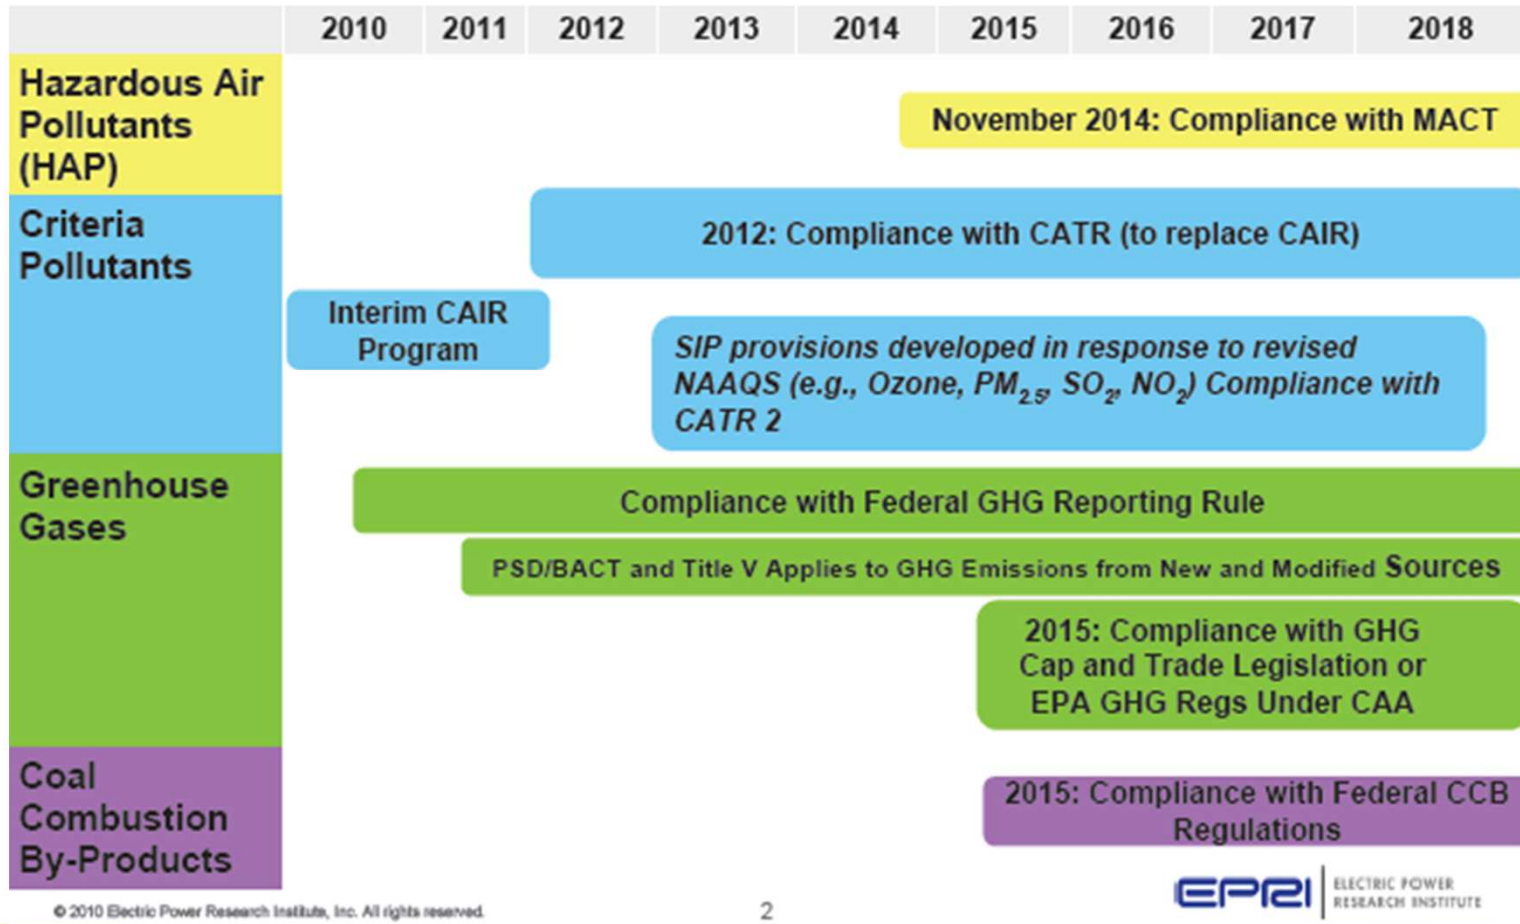 2010 2011 2012 2013 2014 2015 2016 2017 2018
Hazardous Air
Pollutants
(HAP)
November 2014: Compliance with MACT
Criteria
Pollutants
2012: Compliance with CATR (to replace CAIR)
Interim CAIR
Program
SIP provisions developed in response to revised
NAAQS (e.g., Ozone, PM2.5, SO2, NO2) Compliance with
CATR 2
Greenhouse
Gases
Compliance with Federal GHG Reporting Rule
PSD/BACT and Title V Applies to GHG Emissions from New and Modified Sources
2015: Compliance with GHG
Cap and Trade Legislation or
EPA GHG Regs Under CAA
Coal
Combustion
By-Products
2015: Compliance with Federal CCB
Regulations
© 2010 Electric Power Research Institute, Inc. All rights reserved.
2
EPRI
ELECTRIC POWER
RESEARCH INSTITUTE